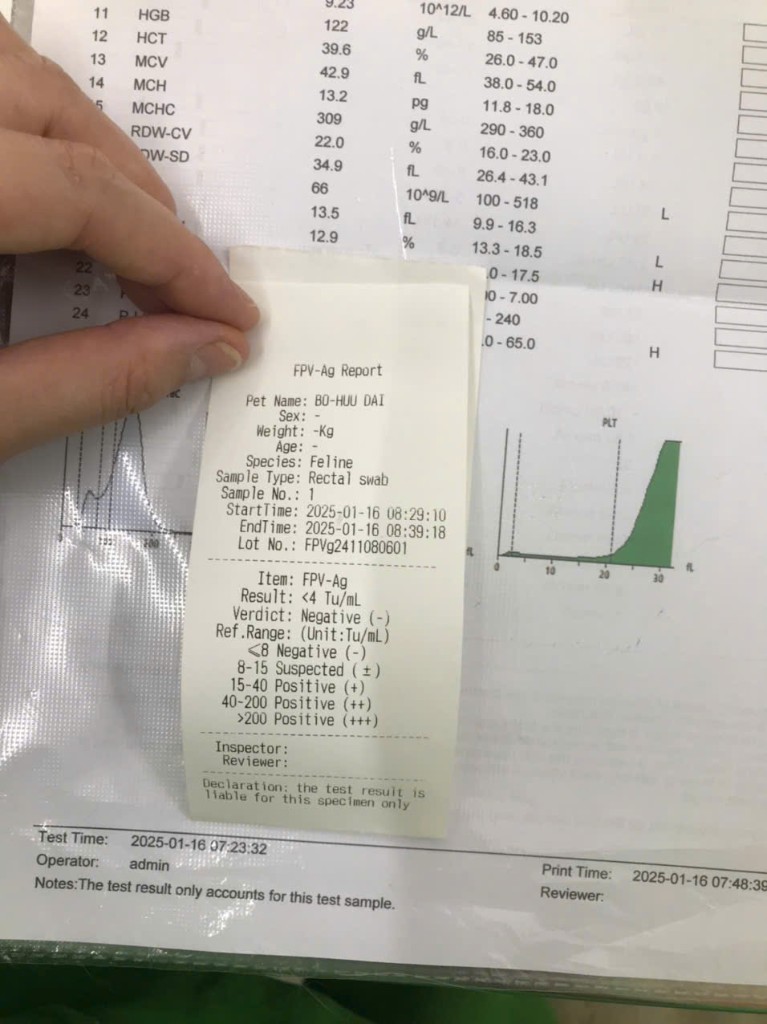 9.23 10^12/L 4.60 - 10.20
11 HGB 122 g/L 85 - 153
12 HCT 39.6 % 26.0 - 47.0
13 MCV 42.9 fL 38.0 - 54.0
14 MCH 13.2 pg 11.8 - 18.0
5 MCHC 309 g/L 290 - 360
RDW-CV 22.0 % 16.0 - 23.0
DW-SD 34.9 fL 26.4 - 43.1
66 10^9/L 100 - 518 L
13.5 fL 9.9 - 16.3
12.9 % 13.3 - 18.5 L
22 .0 - 17.5 H
23 00 - 7.00
24 - 240
.0 - 65.0 H
FPV-Ag Report
Pet Name: BO-HUU DAI
Sex: -
Weight: -Kg
Age: -
Species: Feline
Sample Type: Rectal swab
Sample No.: 1
StartTime: 2025-01-16 08:29:10
EndTime: 2025-01-16 08:39:18
Lot No.: FPVg2411080601
Item: FPV-Ag
Result: <4 Tu/mL
Verdict: Negative (-)
Ref.Range: (Unit:Tu/mL)
≤8 Negative (-)
8-15 Suspected (±)
15-40 Positive (+)
40-200 Positive (++)
>200 Positive (+++)
Inspector:
Reviewer:
Declaration: the test result is
liable for this specimen only
PLT
0 10 20 30 fL
Test Time: 2025-01-16 07:23:32
Operator: admin
Notes:The test result only accounts for this test sample.
Print Time: 2025-01-16 07:48:39
Reviewer: